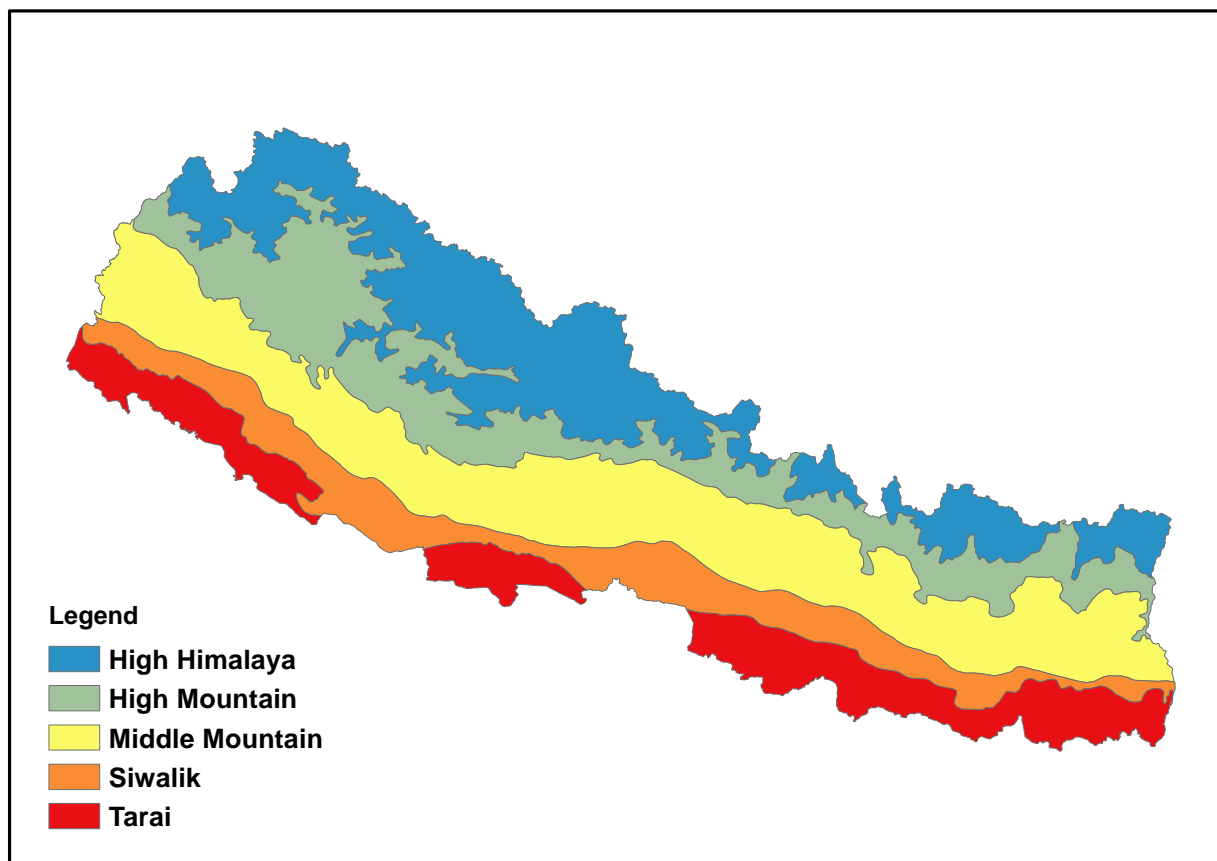 Legend
High Himalaya
High Mountain
Middle Mountain
Siwalik
Tarai